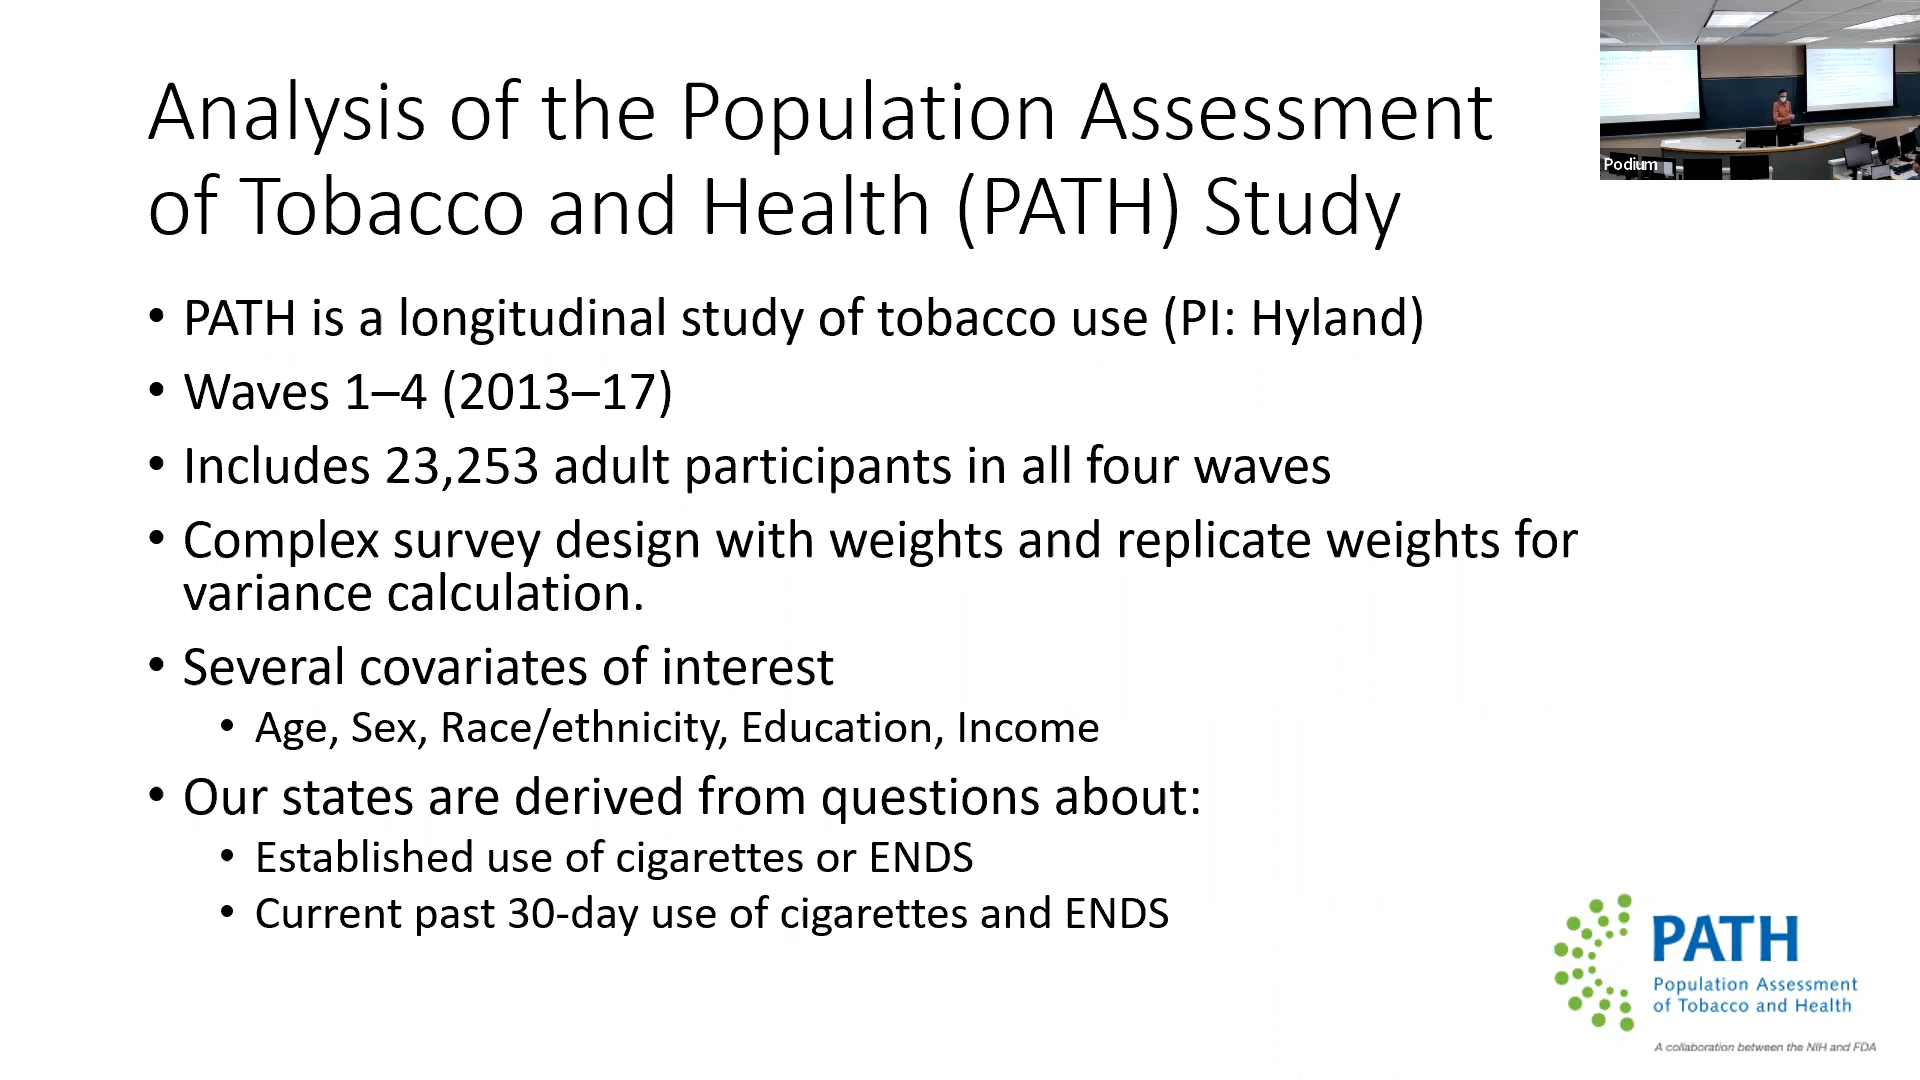 Analysis of the Population Assessment
of Tobacco and Health (PATH) Study
• PATH is a longitudinal study of tobacco use (PI: Hyland)
• Waves 1–4 (2013–17)
• Includes 23,253 adult participants in all four waves
• Complex survey design with weights and replicate weights for
variance calculation.
• Several covariates of interest
• Age, Sex, Race/ethnicity, Education, Income
• Our states are derived from questions about:
• Established use of cigarettes or ENDS
• Current past 30-day use of cigarettes and ENDS
Podium
PATH
Population Assessment
of Tobacco and Health
A collaboration between the NIH and FDA